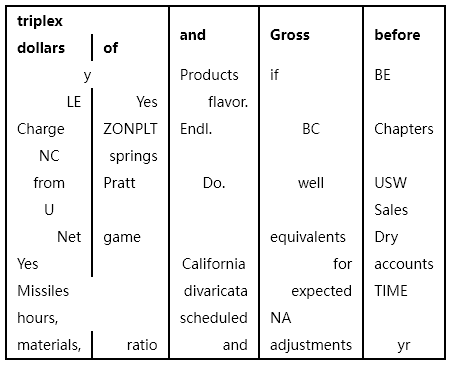 triplex
and Gross before
dollars of
y Products if BE
LE Yes flavor.
Charge ZONPLT Endl. BC Chapters
NC springs
from Pratt Do. well USW
U Sales
Net game equivalents Dry
Yes California for accounts
Missiles divaricata expected TIME
hours, scheduled NA
materials, ratio and adjustments yr